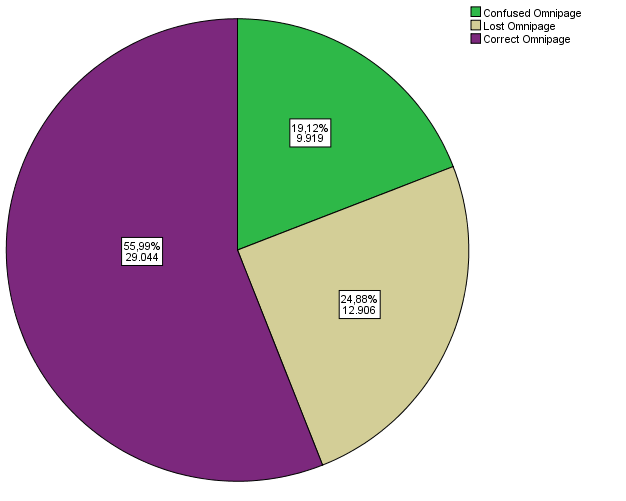 Confused Omnipage
Lost Omnipage
Correct Omnipage
19,12%
9.919
55,99%
29.044
24,88%
12.906